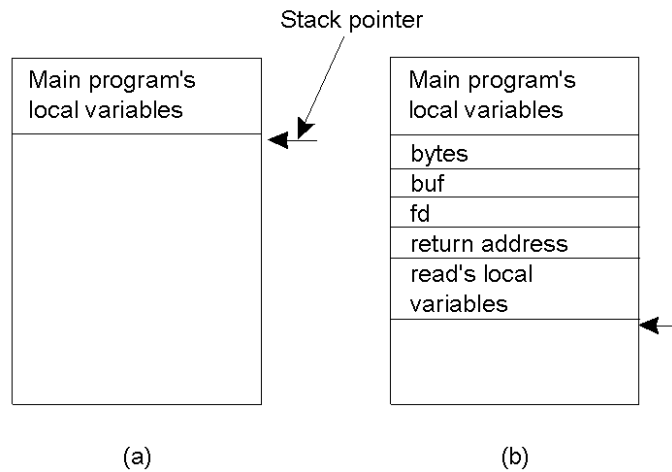 Stack pointer
Main program's
local variables
Main program's
local variables
bytes
buf
fd
return address
read's local
variables
(a)
(b)